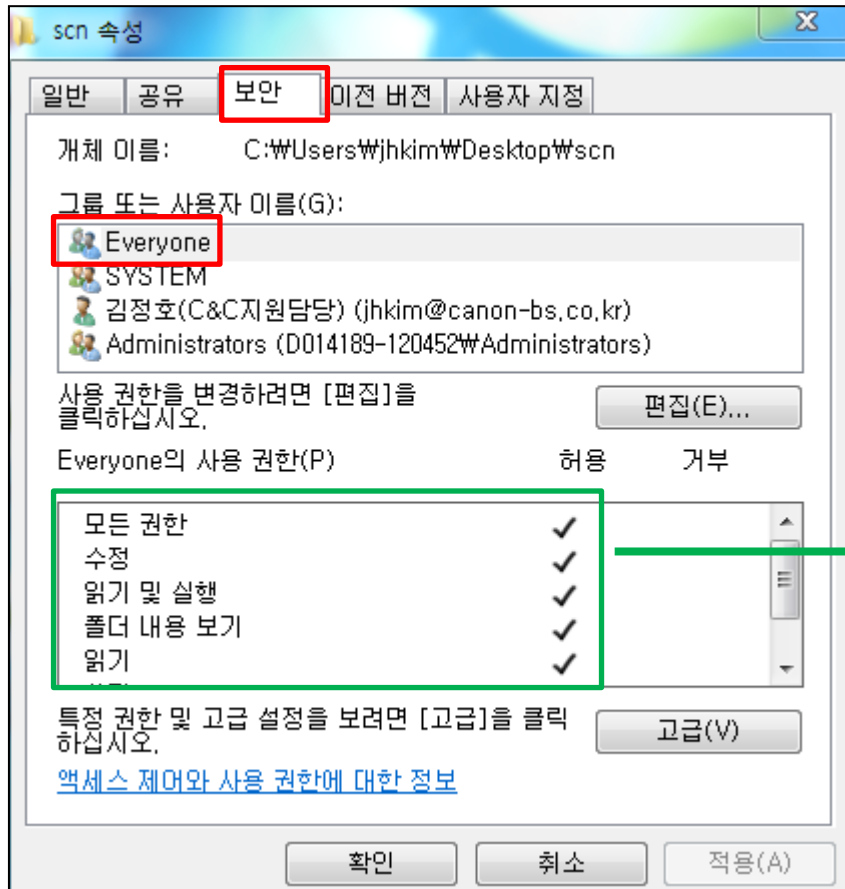 scn 속성
일반 공유 보안 이전 버전 사용자 지정
개체 이름: C:₩Users₩jhkim₩Desktop₩scn
그룹 또는 사용자 이름(G):
Everyone
SYSTEM
김정호(C&C지원담당) (jhkim@canon-bs.co.kr)
Administrators (D014189-120452₩Administrators)
사용 권한을 변경하려면 [편집]을
클릭하십시오.
편집(E)...
Everyone의 사용 권한(P) 허용 거부
모든 권한
수정
읽기 및 실행
폴더 내용 보기
읽기
특정 권한 및 고급 설정을 보려면 [고급]을 클릭
하십시오.
고급(V)
액세스 제어와 사용 권한에 대한 정보
확인 취소 적용(A)